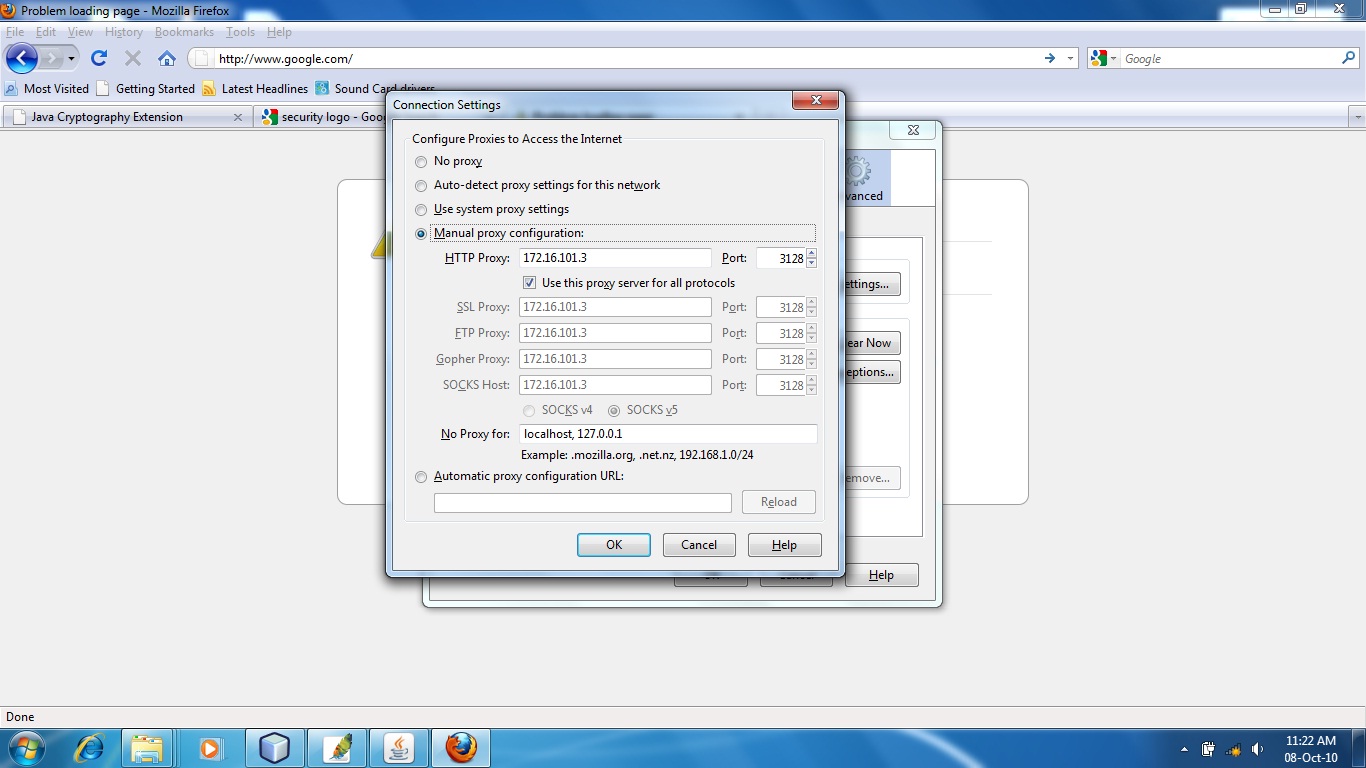 Problem loading page - Mozilla Firefox
File Edit View History Bookmarks Tools Help
http://www.google.com/ Google
Most Visited Getting Started Latest Headlines Sound Card drivers
Java Cryptography Extension security logo - Goo
Connection Settings
Configure Proxies to Access the Internet
No proxy
Auto-detect proxy settings for this network
Use system proxy settings
vanced
Manual proxy configuration:
HTTP Proxy: 172.16.101.3 Port: 3128
Use this proxy server for all protocols
ettings...
SSL Proxy: 172.16.101.3 Port: 3128
FTP Proxy: 172.16.101.3 Port: 3128
ear Now
Gopher Proxy: 172.16.101.3 Port: 3128
eptions...
SOCKS Host: 172.16.101.3 Port: 3128
SOCKS v4 SOCKS v5
No Proxy for: localhost, 127.0.0.1
Example: .mozilla.org, .net.nz, 192.168.1.0/24
Automatic proxy configuration URL:
emove...
Reload
OK Cancel Help
Help
Done
11:22 AM
08-Oct-10